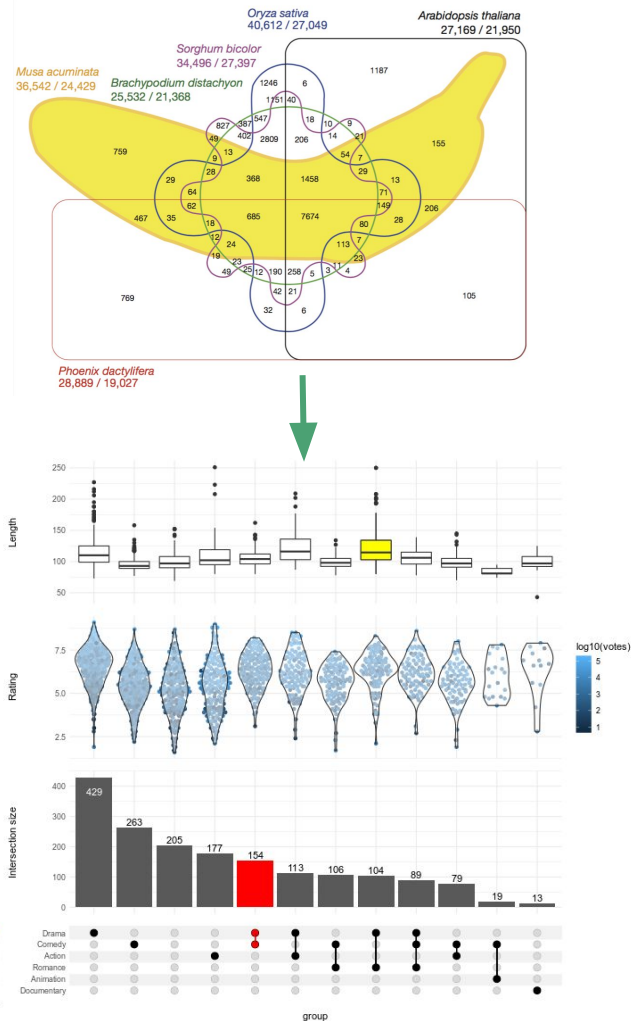 Oryza sativa
40,612 / 27,049
Arabidopsis thaliana
27,169 / 21,950
Sorghum bicolor
34,496 / 27,397
Musa acuminata
36,542 / 24,429
Brachypodium distachyon
25,532 / 21,368
1187
1246 6
1151 40
827 387 547 18 10 9
49 402 2809 206 14 21
759 9 13 54 7 155
29 28 368 1458 29 13
64 71
62 149
467 35 18 685 7674 80 28 206
12 24 113 7
19 23 23
49 25 12 190 258 5 3 11 4
42 21
769 32 6 105
Phoenix dactylifera
28,889 / 19,027
250
200
150
100
50
Length
7.5
5.0
2.5
Rating
log10(votes)
5
4
3
2
1
400
300
200
100
0
Intersection size
429
263
205
177
154
113
106
104
89
79
19
13
Drama
Comedy
Action
Romance
Animation
Documentary
group